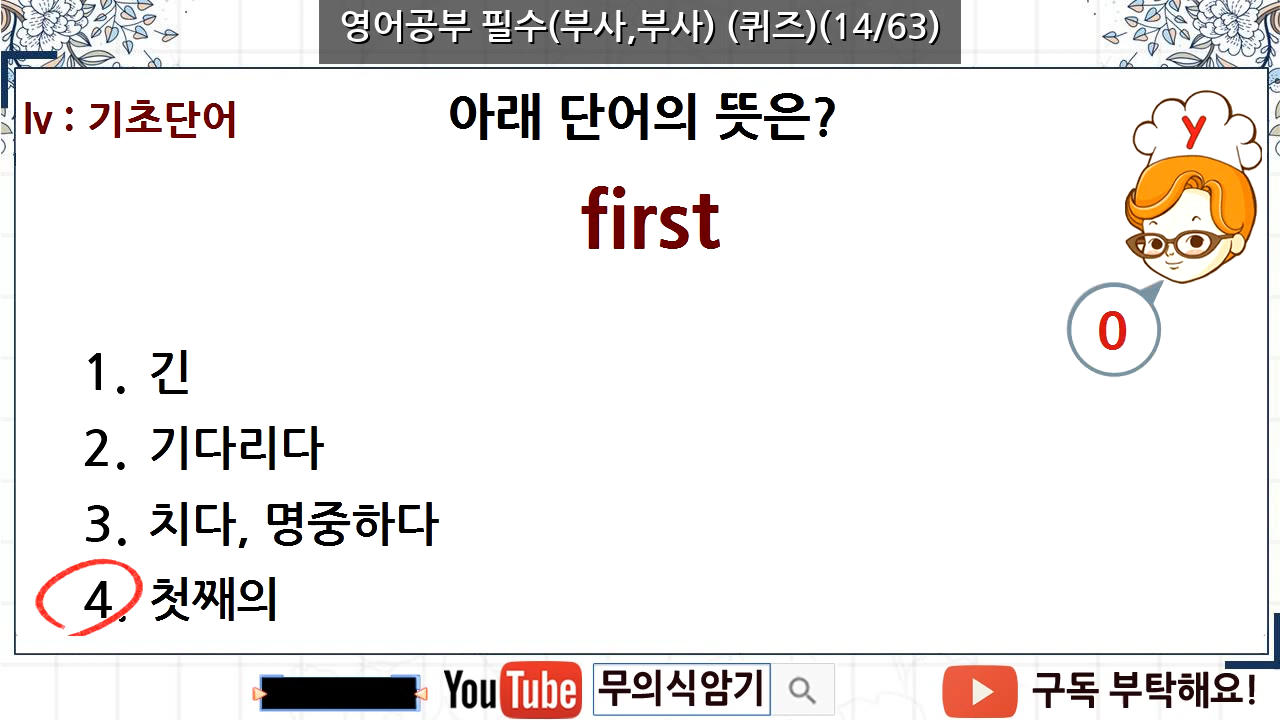 영어공부 필수(부사,부사) (퀴즈)(14/63)
lv : 기초단어
아래 단어의 뜻은?
y
first
0
1. 긴
2. 기다리다
3. 치다, 명중하다
4. 첫째의
YouTube 무의식암기 구독 부탁해요!